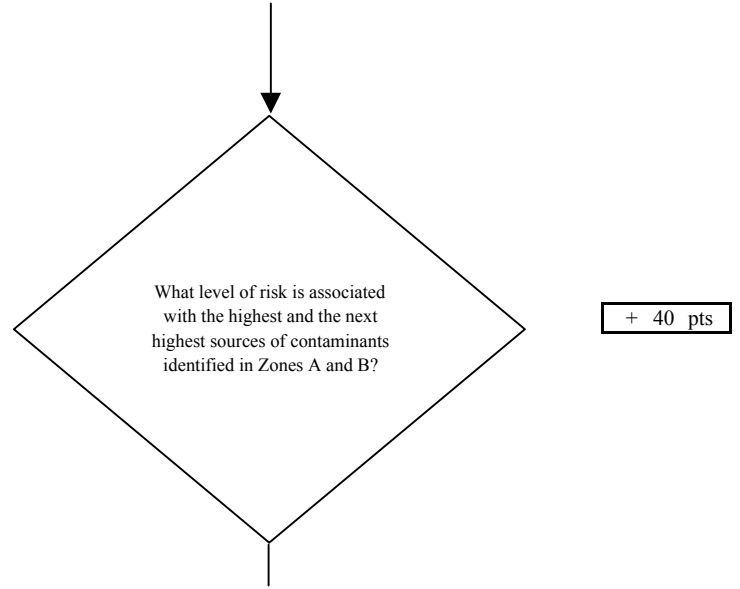 What level of risk is associated
with the highest and the next
highest sources of contaminants
identified in Zones A and B?
+ 40 pts